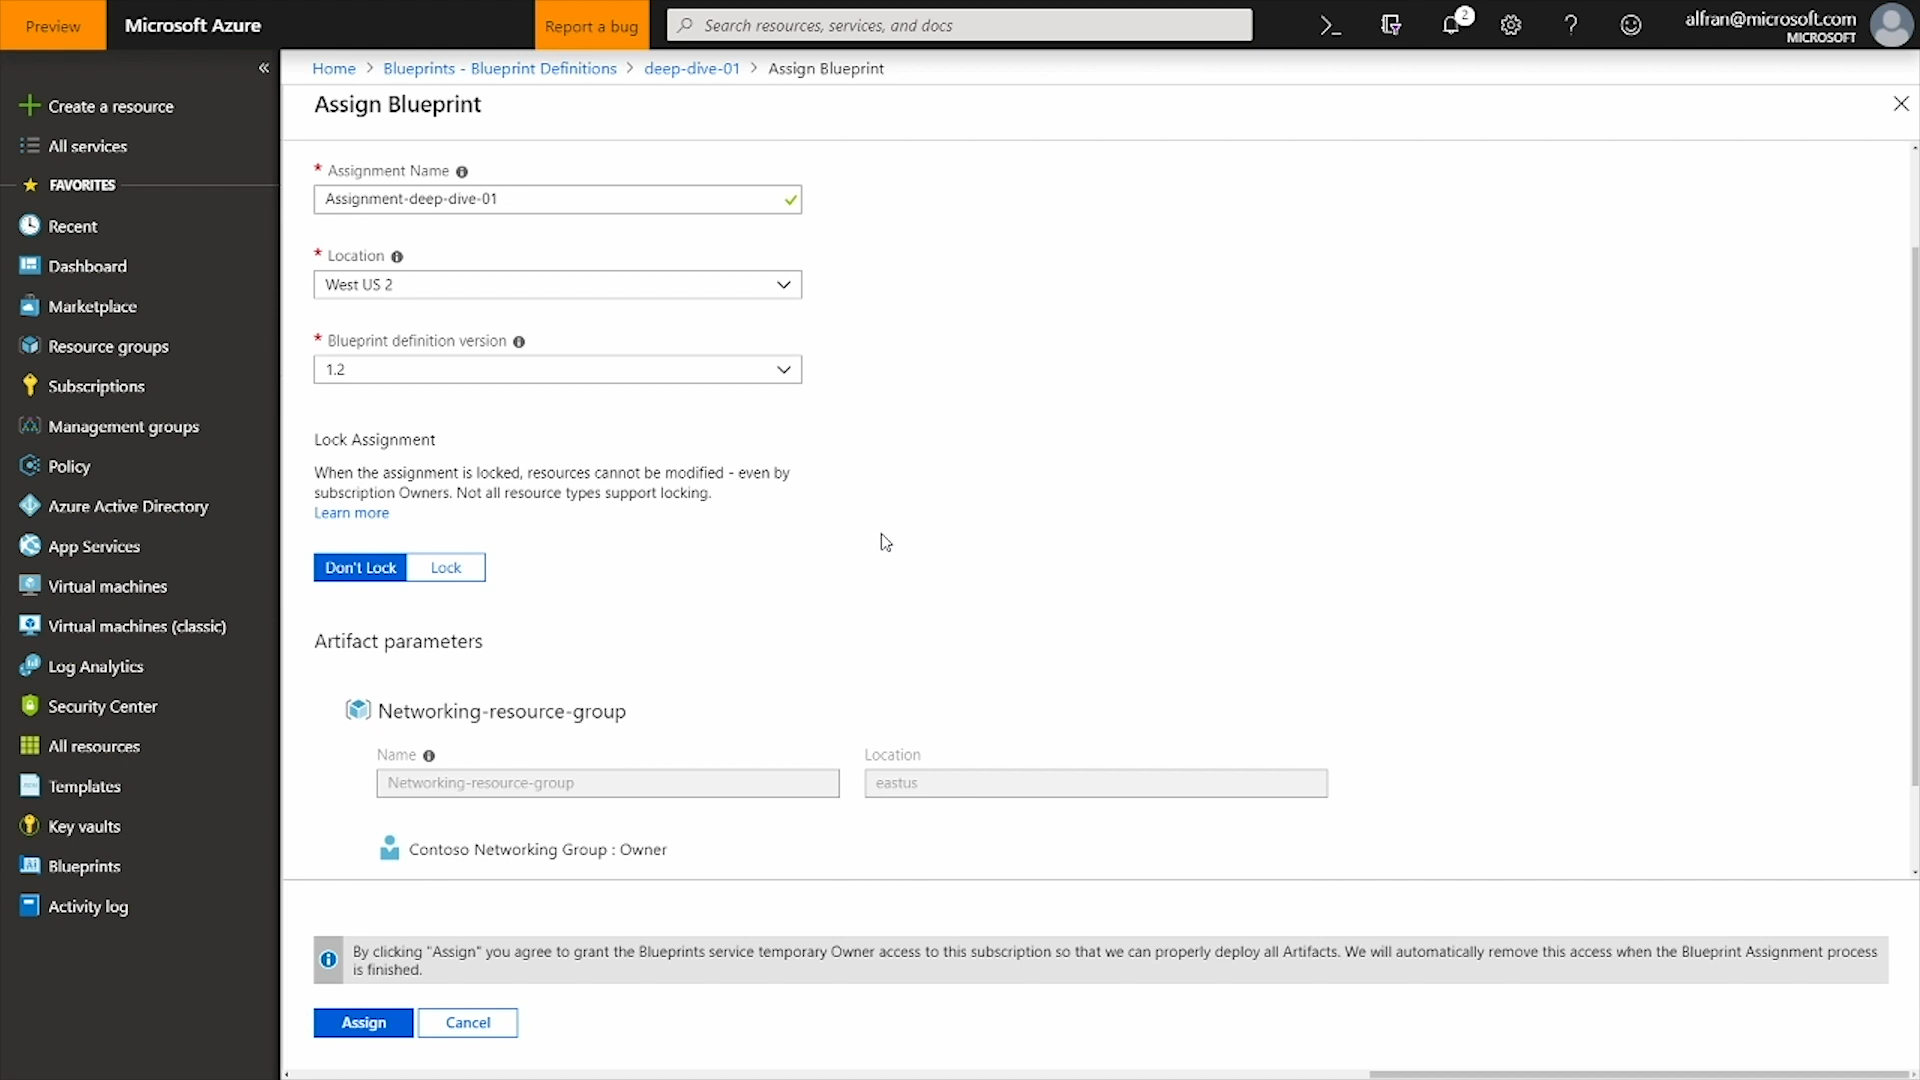 Preview
Microsoft Azure
Report a bug
Search resources, services, and docs
2
alfran@microsoft.com
MICROSOFT
Create a resource
All services
FAVORITES
Recent
Dashboard
Marketplace
Resource groups
Subscriptions
Management groups
Policy
Azure Active Directory
App Services
Virtual machines
Virtual machines (classic)
Log Analytics
Security Center
All resources
Templates
Key vaults
Blueprints
Activity log
Home > Blueprints - Blueprint Definitions > deep-dive-01 > Assign Blueprint
Assign Blueprint
* Assignment Name
Assignment-deep-dive-01
* Location
West US 2
* Blueprint definition version
1.2
Lock Assignment
When the assignment is locked, resources cannot be modified - even by
subscription Owners. Not all resource types support locking.
Learn more
Don't Lock Lock
Artifact parameters
Networking-resource-group
Name Location
Networking-resource-group eastus
Contoso Networking Group : Owner
By clicking "Assign" you agree to grant the Blueprints service temporary Owner access to this subscription so that we can properly deploy all Artifacts. We will automatically remove this access when the Blueprint Assignment process
is finished.
Assign Cancel